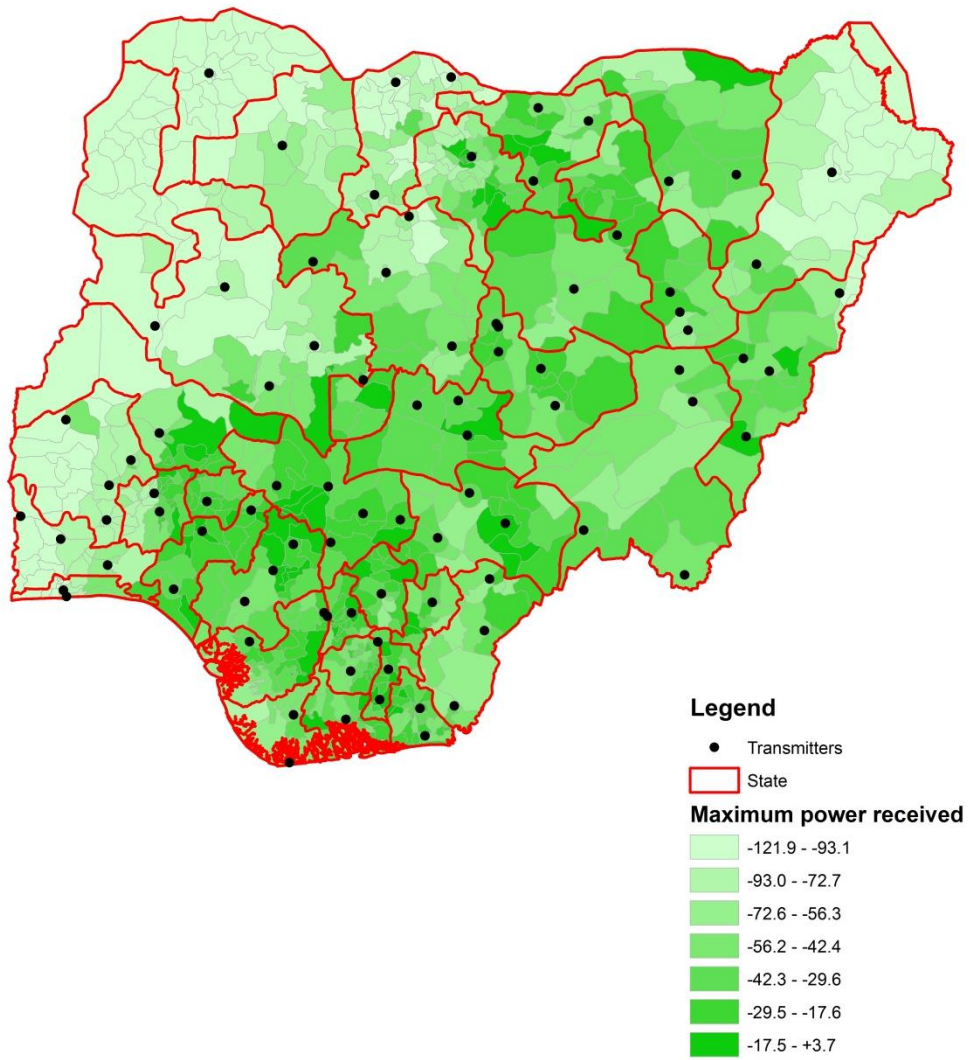 Legend
Transmitters
State
Maximum power received
-121.9 - -93.1
-93.0 - -72.7
-72.6 - -56.3
-56.2 - -42.4
-42.3 - -29.6
-29.5 - -17.6
-17.5 - +3.7